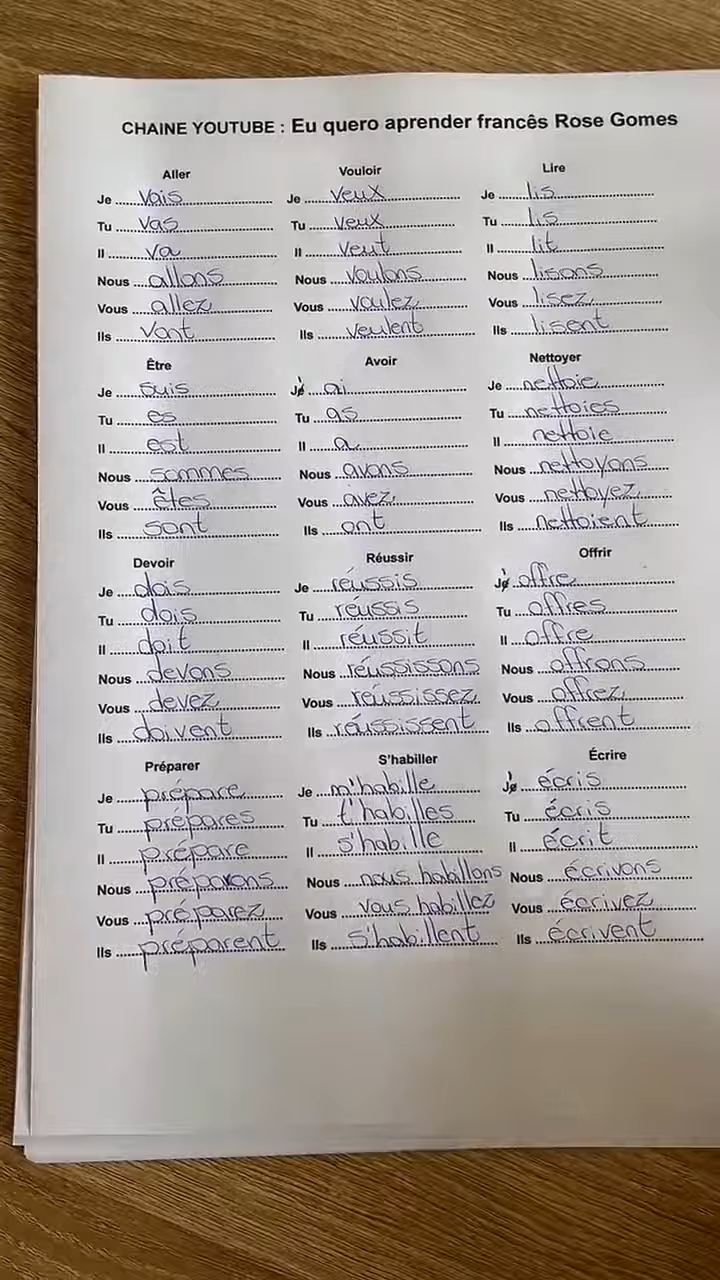 CHAINE YOUTUBE : Eu quero aprender francês Rose Gomes
Aller Vouloir Lire
Je vais Je veux Je lis
Tu vas Tu veux Tu lis
Il va Il veut Il lit
Nous allons Nous voulons Nous lisons
Vous allez Vous voulez Vous lisez
Ils vont Ils veulent Ils lisent
Être Avoir Nettoyer
Je suis J' ai Je nettoie
Tu es Tu as Tu nettoies
Il est Il a Il nettoie
Nous sommes Nous avons Nous nettoyons
Vous êtes Vous avez Vous nettoyez
Ils sont Ils ont Ils nettoient
Devoir Réussir Offrir
Je dois Je réussis J' offre
Tu dois Tu réussis Tu offres
Il doit Il réussit Il offre
Nous devons Nous réussissons Nous offrons
Vous devez Vous réussissez Vous offrez
Ils doivent Ils réussissent Ils offrent
Préparer S'habiller Écrire
Je prépare Je m'habille J' écris
Tu prépares Tu t'habilles Tu écris
Il prépare Il s'habille Il écrit
Nous préparons Nous nous habillons Nous écrivons
Vous préparez Vous vous habillez Vous écrivez
Ils préparent Ils s'habillent Ils écrivent